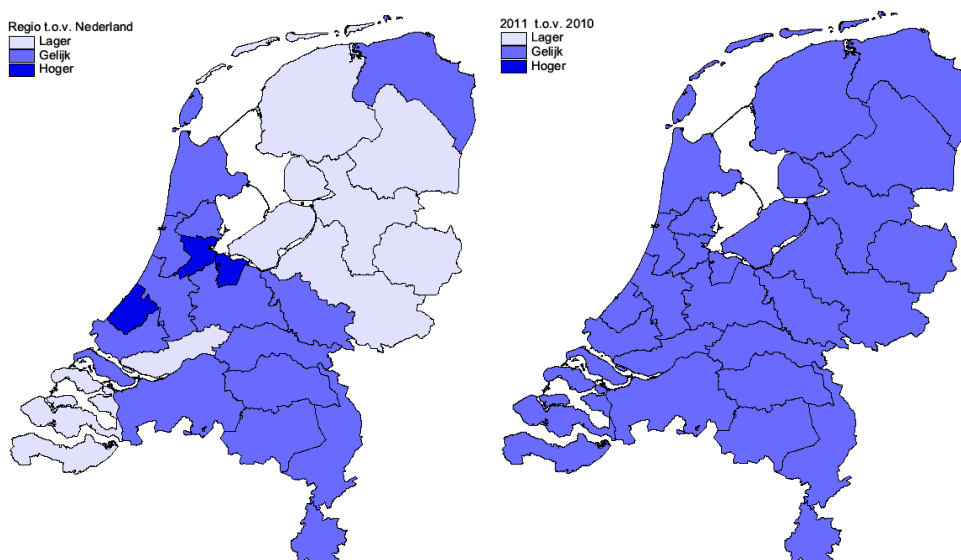 Regio t.o.v. Nederland
Lager
Gelijk
Hoger
2011 t.o.v. 2010
Lager
Gelijk
Hoger